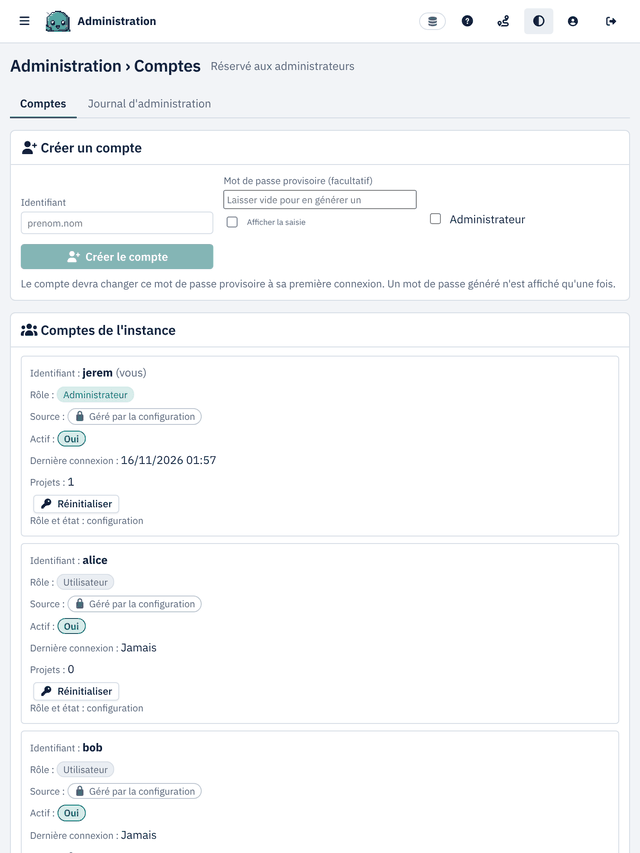 Administration
Administration › Comptes Réservé aux administrateurs
Comptes Journal d'administration
Créer un compte
Mot de passe provisoire (facultatif)
Identifiant
Laisser vide pour en générer un
prenom.nom
Afficher la saisie
Administrateur
Créer le compte
Le compte devra changer ce mot de passe provisoire à sa première connexion. Un mot de passe généré n'est affiché qu'une fois.
Comptes de l'instance
Identifiant : jerem (vous)
Rôle : Administrateur
Source : Géré par la configuration
Actif : Oui
Dernière connexion : 16/11/2026 01:57
Projets : 1
Réinitialiser
Rôle et état : configuration
Identifiant : alice
Rôle : Utilisateur
Source : Géré par la configuration
Actif : Oui
Dernière connexion : Jamais
Projets : 0
Réinitialiser
Rôle et état : configuration
Identifiant : bob
Rôle : Utilisateur
Source : Géré par la configuration
Actif : Oui
Dernière connexion : Jamais